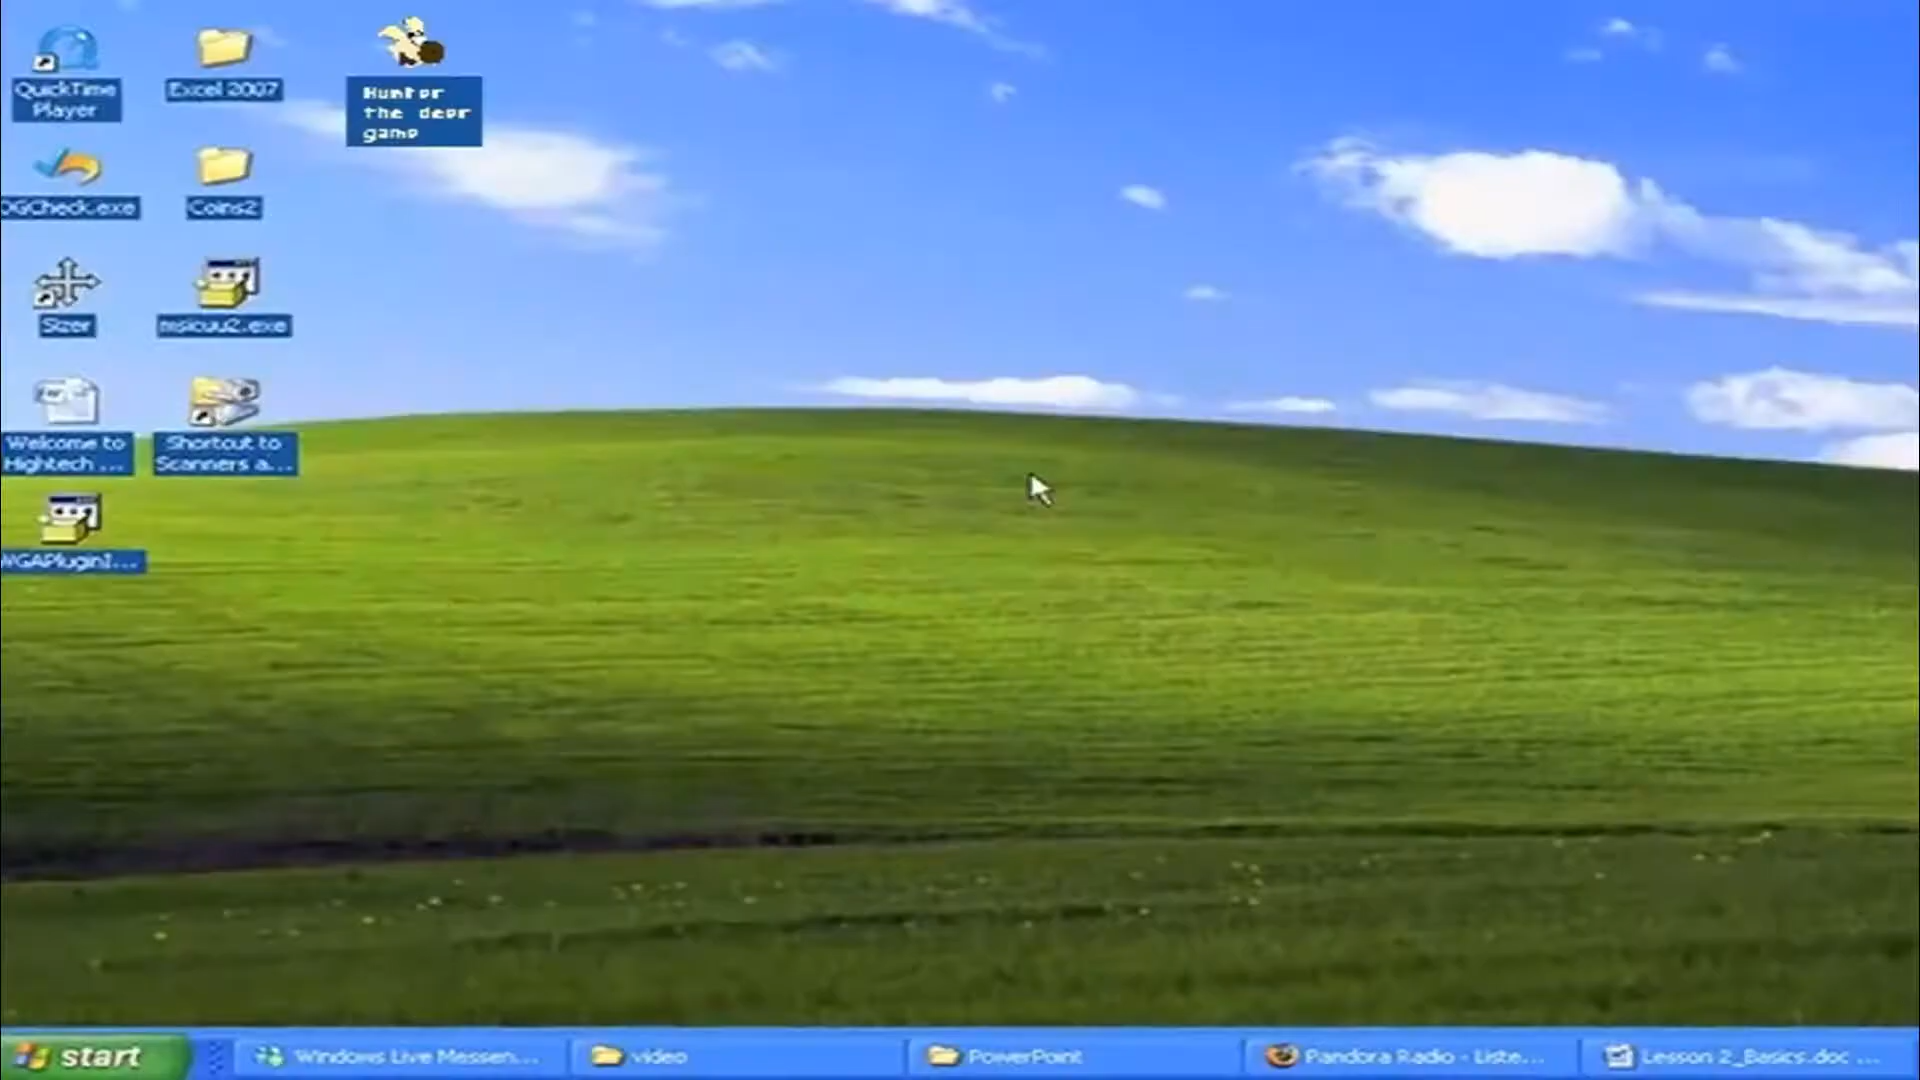 QuickTime
Player
Excel 2007
Hunter
the deer
game
OGCheck.exe
Coins2
Sizer
msicuu2.exe
Welcome to
Hightech ...
Shortcut to
Scanners a...
WGAPluginI...
start
Windows Live Messen...
video
PowerPoint
Pandora Radio - Liste...
Lesson 2_Basics.doc ...